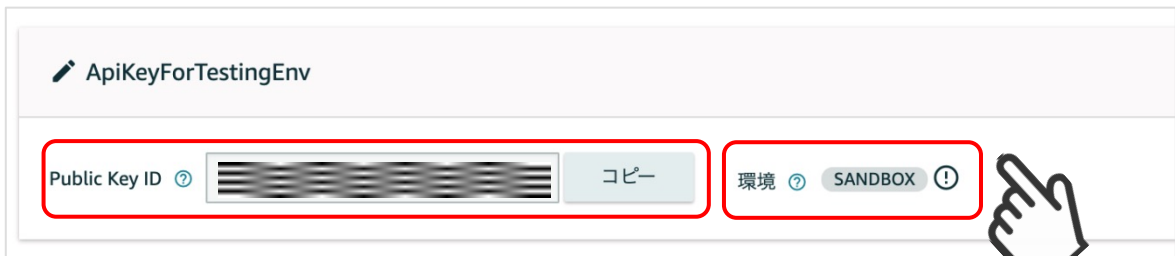 ApiKeyForTestingEnv
Public Key ID ? コピー 環境 ? SANDBOX !